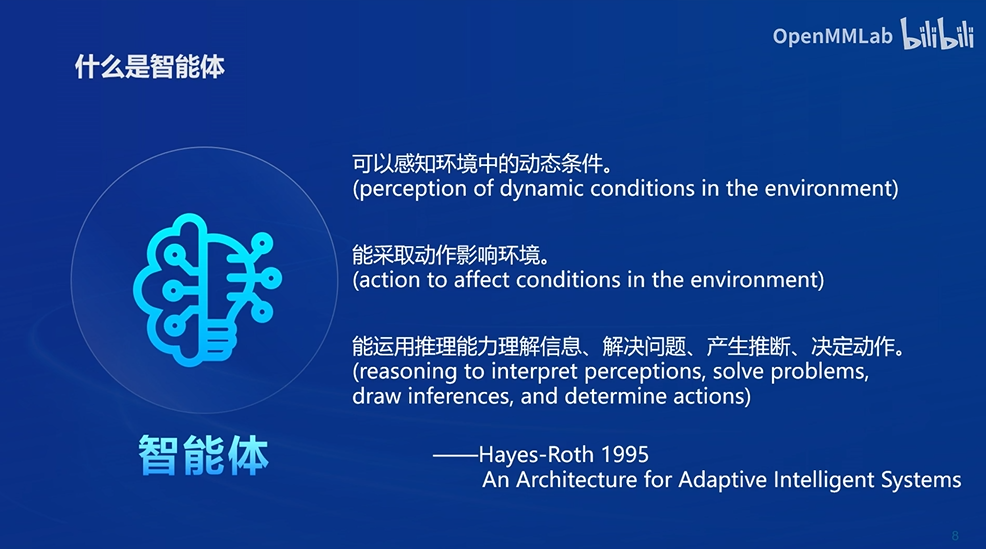 OpenMMLab bilibili
什么是智能体
可以感知环境中的动态条件。
(perception of dynamic conditions in the environment)
能采取动作影响环境。
(action to affect conditions in the environment)
能运用推理能力理解信息、解决问题、产生推断、决定动作。
(reasoning to interpret perceptions, solve problems,
draw inferences, and determine actions)
智能体
——Hayes-Roth 1995
An Architecture for Adaptive Intelligent Systems
8